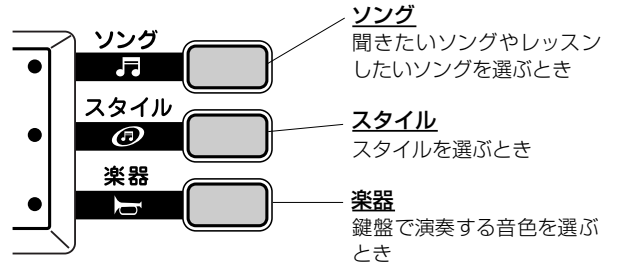 ソング
スタイル
楽器
ソング
聞きたいソングやレッスン
したいソングを選ぶとき
スタイル
スタイルを選ぶとき
楽器
鍵盤で演奏する音色を選ぶ
とき